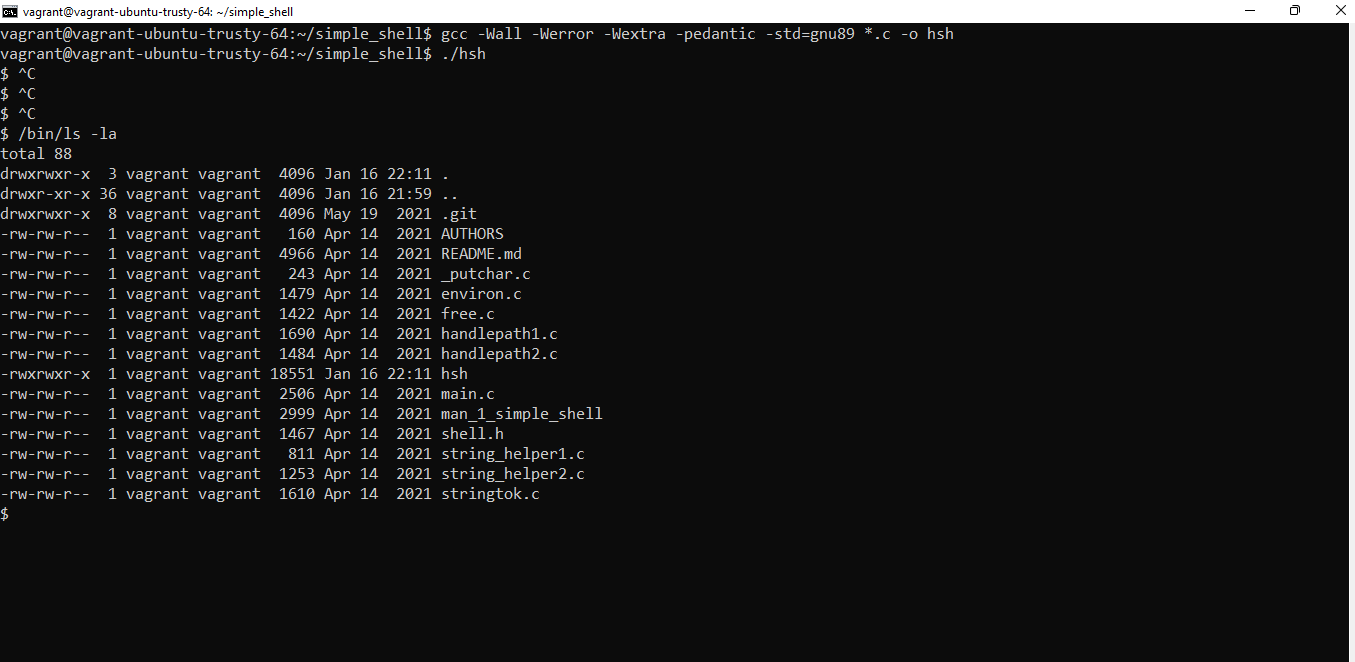 vagrant@vagrant-ubuntu-trusty-64: ~/simple_shell
vagrant@vagrant-ubuntu-trusty-64:~/simple_shell$ gcc -Wall -Werror -Wextra -pedantic -std=gnu89 *.c -o hsh
vagrant@vagrant-ubuntu-trusty-64:~/simple_shell$ ./hsh
$ ^C
$ ^C
$ ^C
$ /bin/ls -la
total 88
drwxrwxr-x  3 vagrant vagrant  4096 Jan 16 22:11 .
drwxr-xr-x 36 vagrant vagrant  4096 Jan 16 21:59 ..
drwxrwxr-x  8 vagrant vagrant  4096 May 19  2021 .git
-rw-rw-r--  1 vagrant vagrant   160 Apr 14  2021 AUTHORS
-rw-rw-r--  1 vagrant vagrant  4966 Apr 14  2021 README.md
-rw-rw-r--  1 vagrant vagrant   243 Apr 14  2021 _putchar.c
-rw-rw-r--  1 vagrant vagrant  1479 Apr 14  2021 environ.c
-rw-rw-r--  1 vagrant vagrant  1422 Apr 14  2021 free.c
-rw-rw-r--  1 vagrant vagrant  1690 Apr 14  2021 handlepath1.c
-rw-rw-r--  1 vagrant vagrant  1484 Apr 14  2021 handlepath2.c
-rwxrwxr-x  1 vagrant vagrant 18551 Jan 16 22:11 hsh
-rw-rw-r--  1 vagrant vagrant  2506 Apr 14  2021 main.c
-rw-rw-r--  1 vagrant vagrant  2999 Apr 14  2021 man_1_simple_shell
-rw-rw-r--  1 vagrant vagrant  1467 Apr 14  2021 shell.h
-rw-rw-r--  1 vagrant vagrant   811 Apr 14  2021 string_helper1.c
-rw-rw-r--  1 vagrant vagrant  1253 Apr 14  2021 string_helper2.c
-rw-rw-r--  1 vagrant vagrant  1610 Apr 14  2021 stringtok.c
$